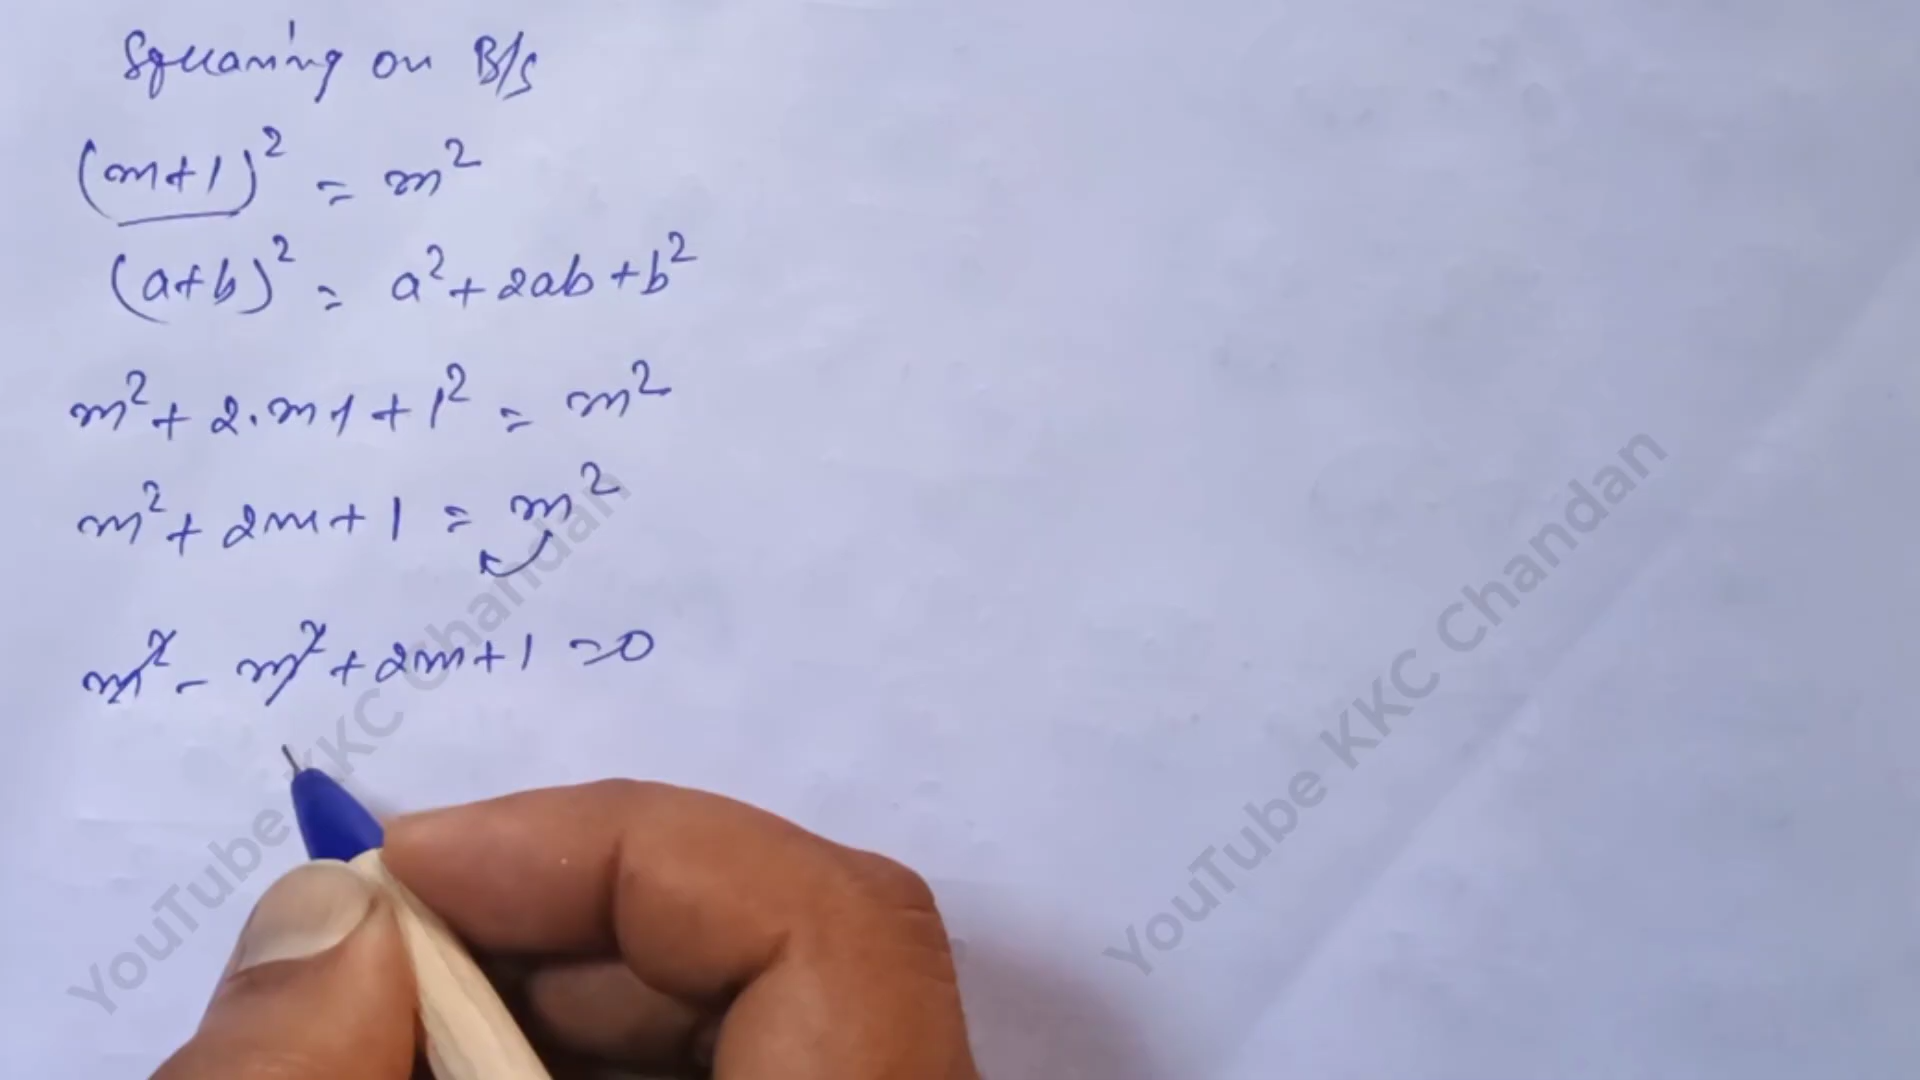 Squaring on B/S
(m+1)² = m²
(a+b)² = a²+2ab+b²
m²+2.m1+1² = m²
m²+2m+1 = m²
m²-m²+2m+1=0
YouTube KKC Chandan
YouTube KKC Chandan